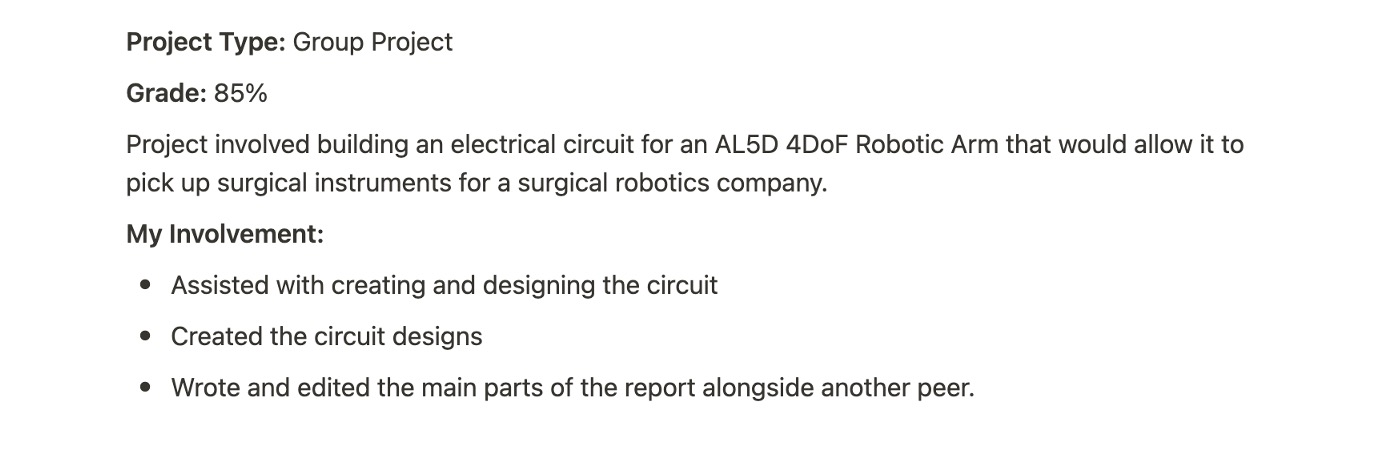 Project Type: Group Project
Grade: 85%
Project involved building an electrical circuit for an AL5D 4DoF Robotic Arm that would allow it to
pick up surgical instruments for a surgical robotics company.
My Involvement:
• Assisted with creating and designing the circuit
• Created the circuit designs
• Wrote and edited the main parts of the report alongside another peer.